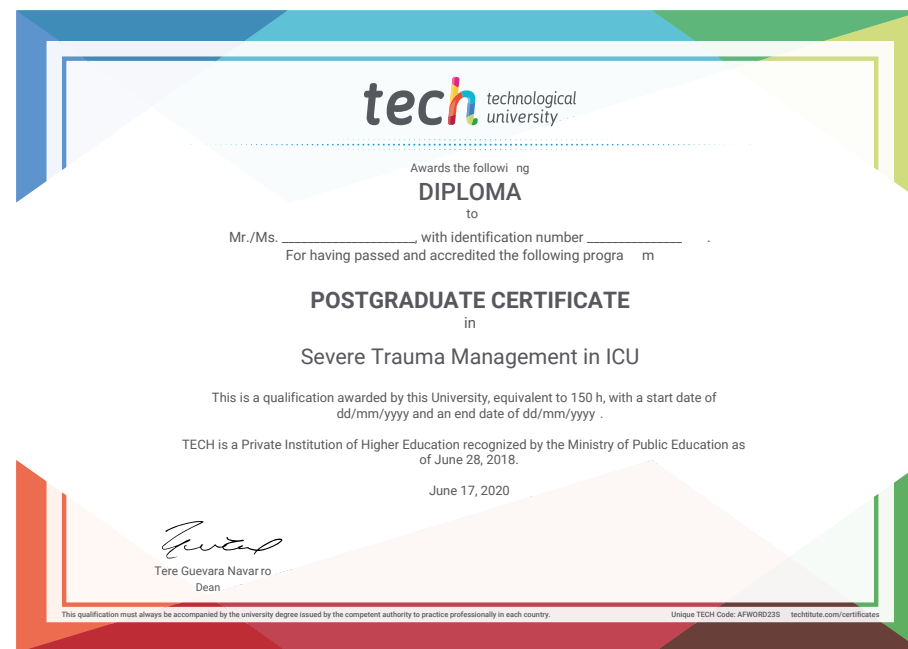 tech technological
university
Awards the followi ng
DIPLOMA
to
Mr./Ms. ____________________, with identification number ______________ .
For having passed and accredited the following progra m
POSTGRADUATE CERTIFICATE
in
Severe Trauma Management in ICU
This is a qualification awarded by this University, equivalent to 150 h, with a start date of
dd/mm/yyyy and an end date of dd/mm/yyyy .
TECH is a Private Institution of Higher Education recognized by the Ministry of Public Education as
of June 28, 2018.
June 17, 2020
Tere Guevara Navar ro
Dean
This qualification must always be accompanied by the university degree issued by the competent authority to practice professionally in each country. Unique TECH Code: AFWORD23S techtitute.com/certificates